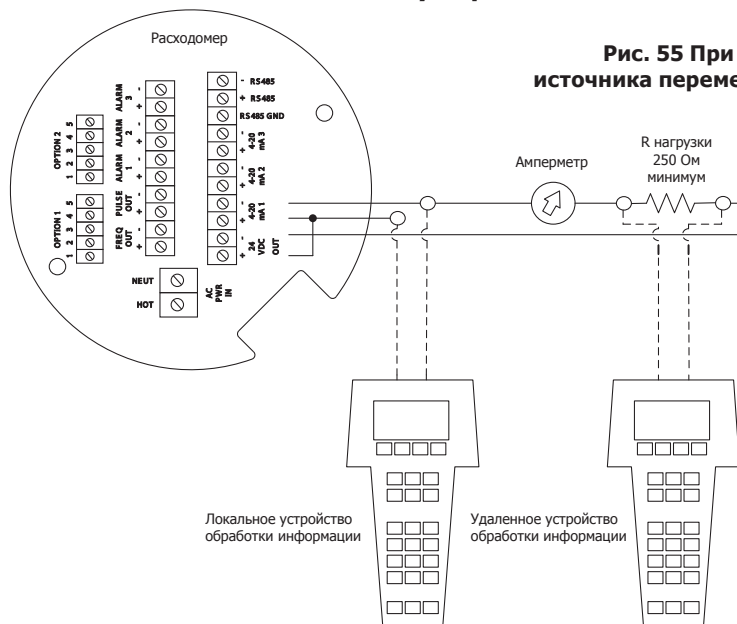 Рис. 55 При
источника переме
Расходомер
- RS485
+ RS485
RS485 GND
- 4-20
+ mA 3
- 4-20
+ mA 2
- 4-20
+ mA 1
- 24
VDC
+ OUT
ALARM
3
- +
ALARM
2
- +
ALARM
1
- +
PULSE
OUT
- +
FREQ
OUT
- +
OPTION 2
1 2 3 4 5
OPTION 1
1 2 3 4 5
NEUT
HOT
AC
PWR
IN
Амперметр
R нагрузки
250 Ом
минимум
Локальное устройство
обработки информации
Удаленное устройство
обработки информации